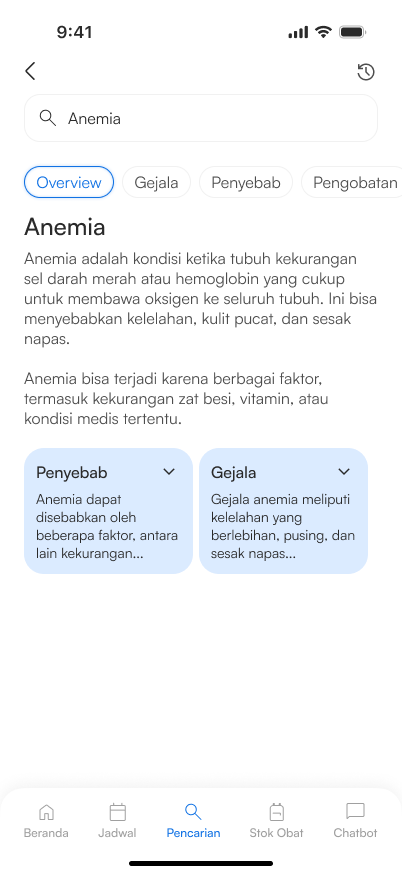 9:41
Anemia
Overview
Gejala
Penyebab
Pengobatan
Anemia
Anemia adalah kondisi ketika tubuh kekurangan
sel darah merah atau hemoglobin yang cukup
untuk membawa oksigen ke seluruh tubuh. Ini bisa
menyebabkan kelelahan, kulit pucat, dan sesak
napas.
Anemia bisa terjadi karena berbagai faktor,
termasuk kekurangan zat besi, vitamin, atau
kondisi medis tertentu.
Penyebab
Anemia dapat
disebabkan oleh
beberapa faktor, antara
lain kekurangan...
Gejala
Gejala anemia meliputi
kelelahan yang
berlebihan, pusing, dan
sesak napas...
Beranda
Jadwal
Pencarian
Stok Obat
Chatbot